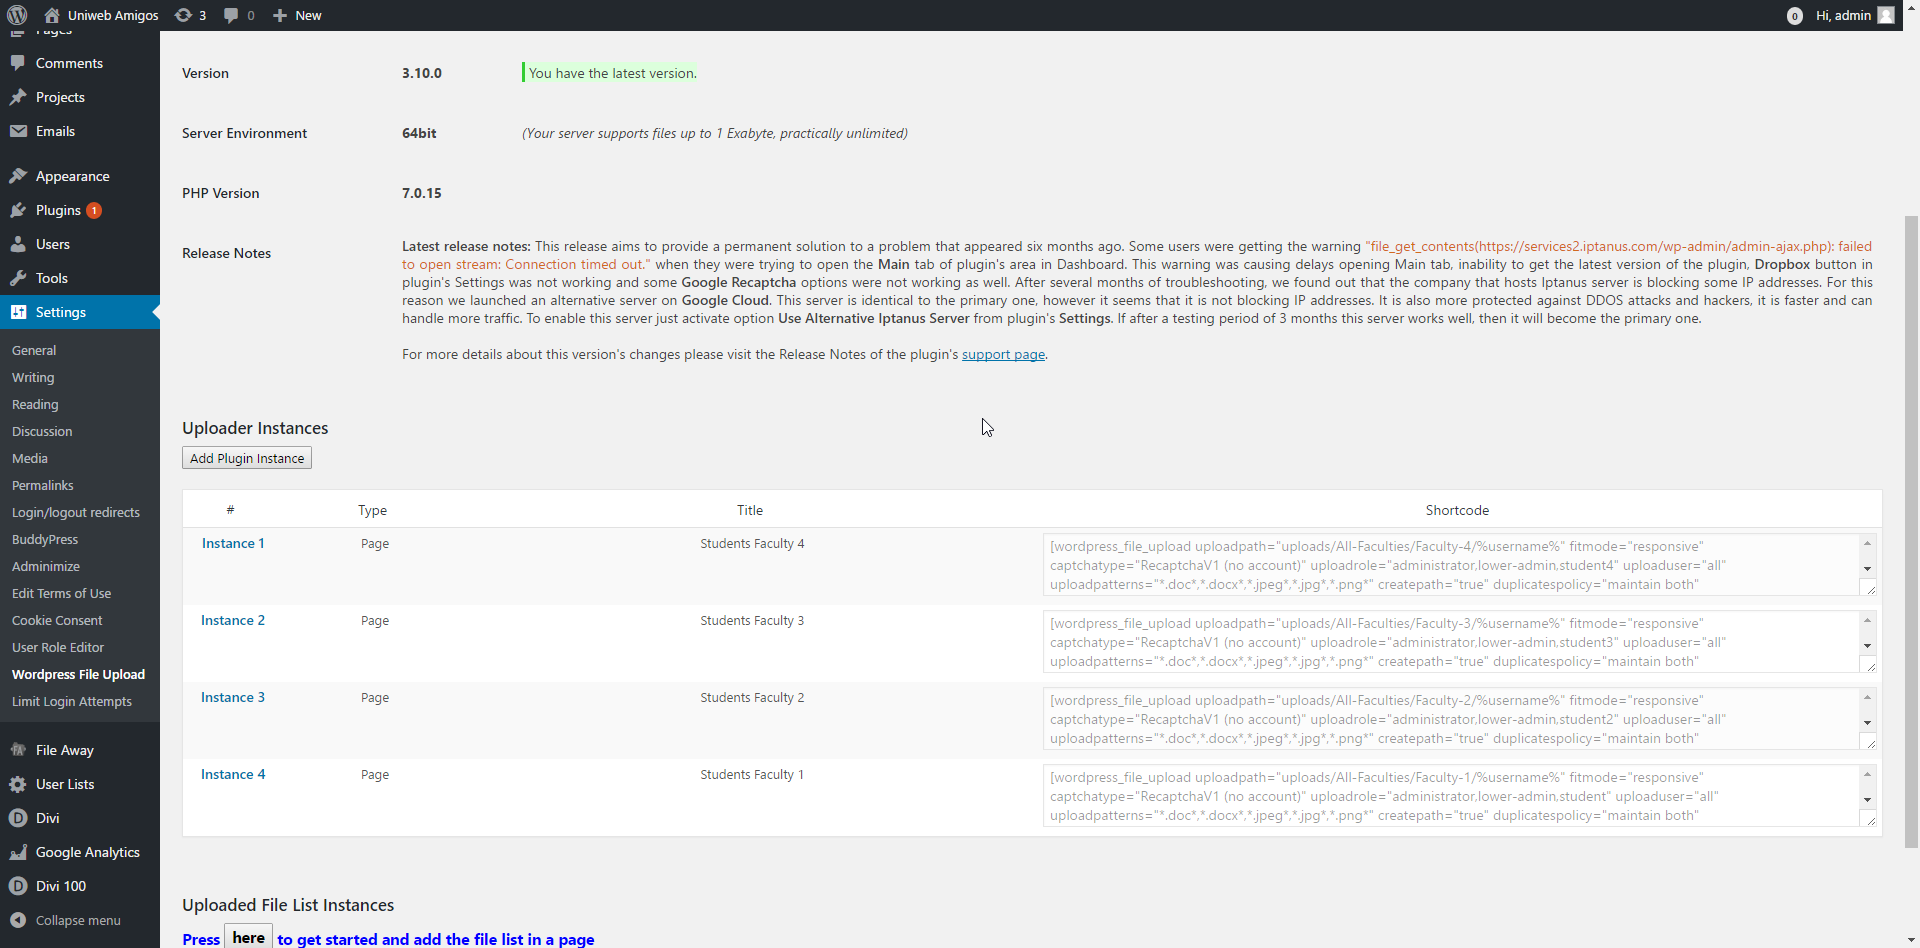 Uniweb Amigos 3 0 New 0 Hi, admin
Pages
Comments
Projects
Emails
Appearance
Plugins 1
Users
Tools
Settings
General
Writing
Reading
Discussion
Media
Permalinks
Login/logout redirects
BuddyPress
Adminimize
Edit Terms of Use
Cookie Consent
User Role Editor
Wordpress File Upload
Limit Login Attempts
File Away
User Lists
Divi
Google Analytics
Divi 100
Collapse menu
Version 3.10.0 You have the latest version.
Server Environment 64bit (Your server supports files up to 1 Exabyte, practically unlimited)
PHP Version 7.0.15
Release Notes
Latest release notes: This release aims to provide a permanent solution to a problem that appeared six months ago. Some users were getting the warning "file_get_contents(https://services2.iptanus.com/wp-admin/admin-ajax.php): failed
to open stream: Connection timed out." when they were trying to open the Main tab of plugin's area in Dashboard. This warning was causing delays opening Main tab, inability to get the latest version of the plugin, Dropbox button in
plugin's Settings was not working and some Google Recaptcha options were not working as well. After several months of troubleshooting, we found out that the company that hosts Iptanus server is blocking some IP addresses. For this
reason we launched an alternative server on Google Cloud. This server is identical to the primary one, however it seems that it is not blocking IP addresses. It is also more protected against DDOS attacks and hackers, it is faster and can
handle more traffic. To enable this server just activate option Use Alternative Iptanus Server from plugin's Settings. If after a testing period of 3 months this server works well, then it will become the primary one.
For more details about this version's changes please visit the Release Notes of the plugin's support page.
Uploader Instances
Add Plugin Instance
# Type Title Shortcode
Instance 1 Page Students Faculty 4
[wordpress_file_upload uploadpath="uploads/All-Faculties/Faculty-4/%username%" fitmode="responsive"
captchatype="RecaptchaV1 (no account)" uploadrole="administrator,lower-admin,student4" uploaduser="all"
uploadpatterns="*.doc*,*.docx*,*.jpeg*,*.jpg*,*.png*" createpath="true" duplicatespolicy="maintain both"
Instance 2 Page Students Faculty 3
[wordpress_file_upload uploadpath="uploads/All-Faculties/Faculty-3/%username%" fitmode="responsive"
captchatype="RecaptchaV1 (no account)" uploadrole="administrator,lower-admin,student3" uploaduser="all"
uploadpatterns="*.doc*,*.docx*,*.jpeg*,*.jpg*,*.png*" createpath="true" duplicatespolicy="maintain both"
Instance 3 Page Students Faculty 2
[wordpress_file_upload uploadpath="uploads/All-Faculties/Faculty-2/%username%" fitmode="responsive"
captchatype="RecaptchaV1 (no account)" uploadrole="administrator,lower-admin,student2" uploaduser="all"
uploadpatterns="*.doc*,*.docx*,*.jpeg*,*.jpg*,*.png*" createpath="true" duplicatespolicy="maintain both"
Instance 4 Page Students Faculty 1
[wordpress_file_upload uploadpath="uploads/All-Faculties/Faculty-1/%username%" fitmode="responsive"
captchatype="RecaptchaV1 (no account)" uploadrole="administrator,lower-admin,student" uploaduser="all"
uploadpatterns="*.doc*,*.docx*,*.jpeg*,*.jpg*,*.png*" createpath="true" duplicatespolicy="maintain both"
Uploaded File List Instances
Press here to get started and add the file list in a page